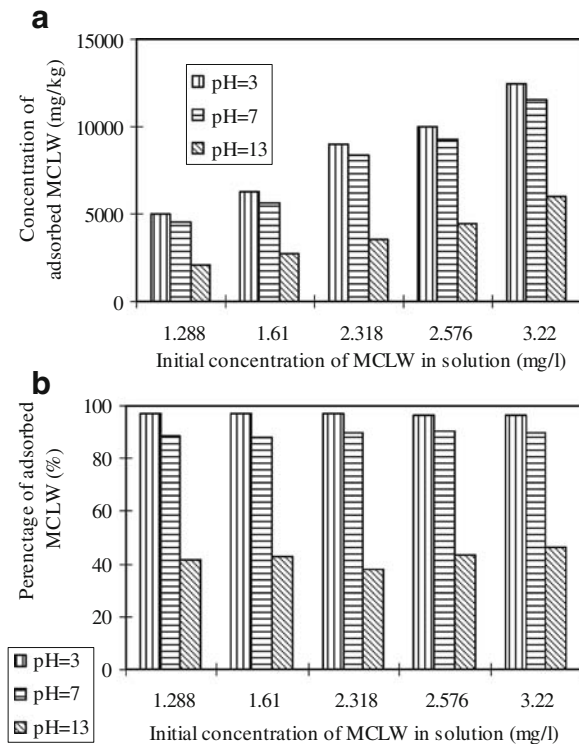 a
15000
10000
5000
0
Concentration of
adsorbed MCLW (mg/kg)
pH=3
pH=7
pH=13
1.288 1.61 2.318 2.576 3.22
Initial concentration of MCLW in solution (mg/l)
b
100
80
60
40
20
0
Perenctage of adsorbed
MCLW (%)
pH=3
pH=7
pH=13
1.288 1.61 2.318 2.576 3.22
Initial concentration of MCLW in solution (mg/l)